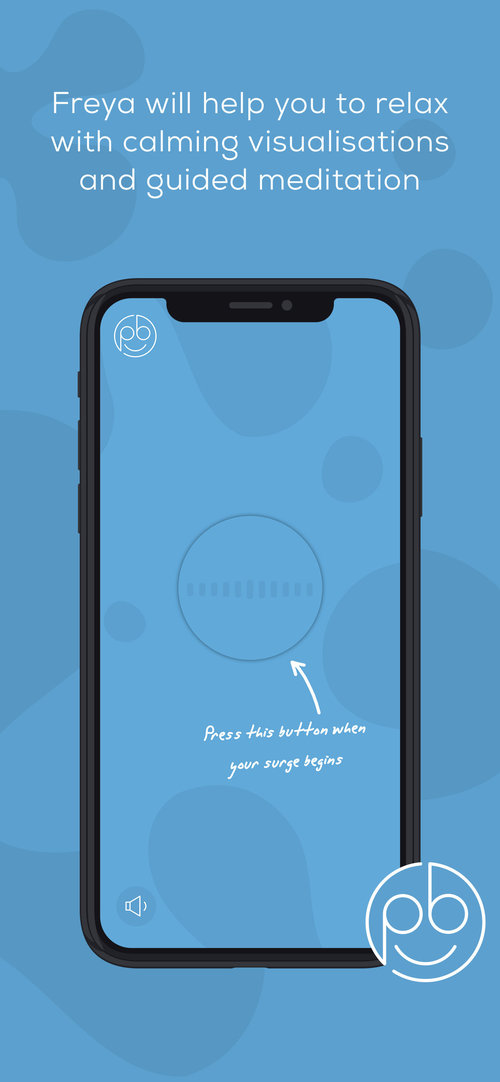 Freya will help you to relax
with calming visualisations
and guided meditation
pb
Press this button when
your surge begins
pb